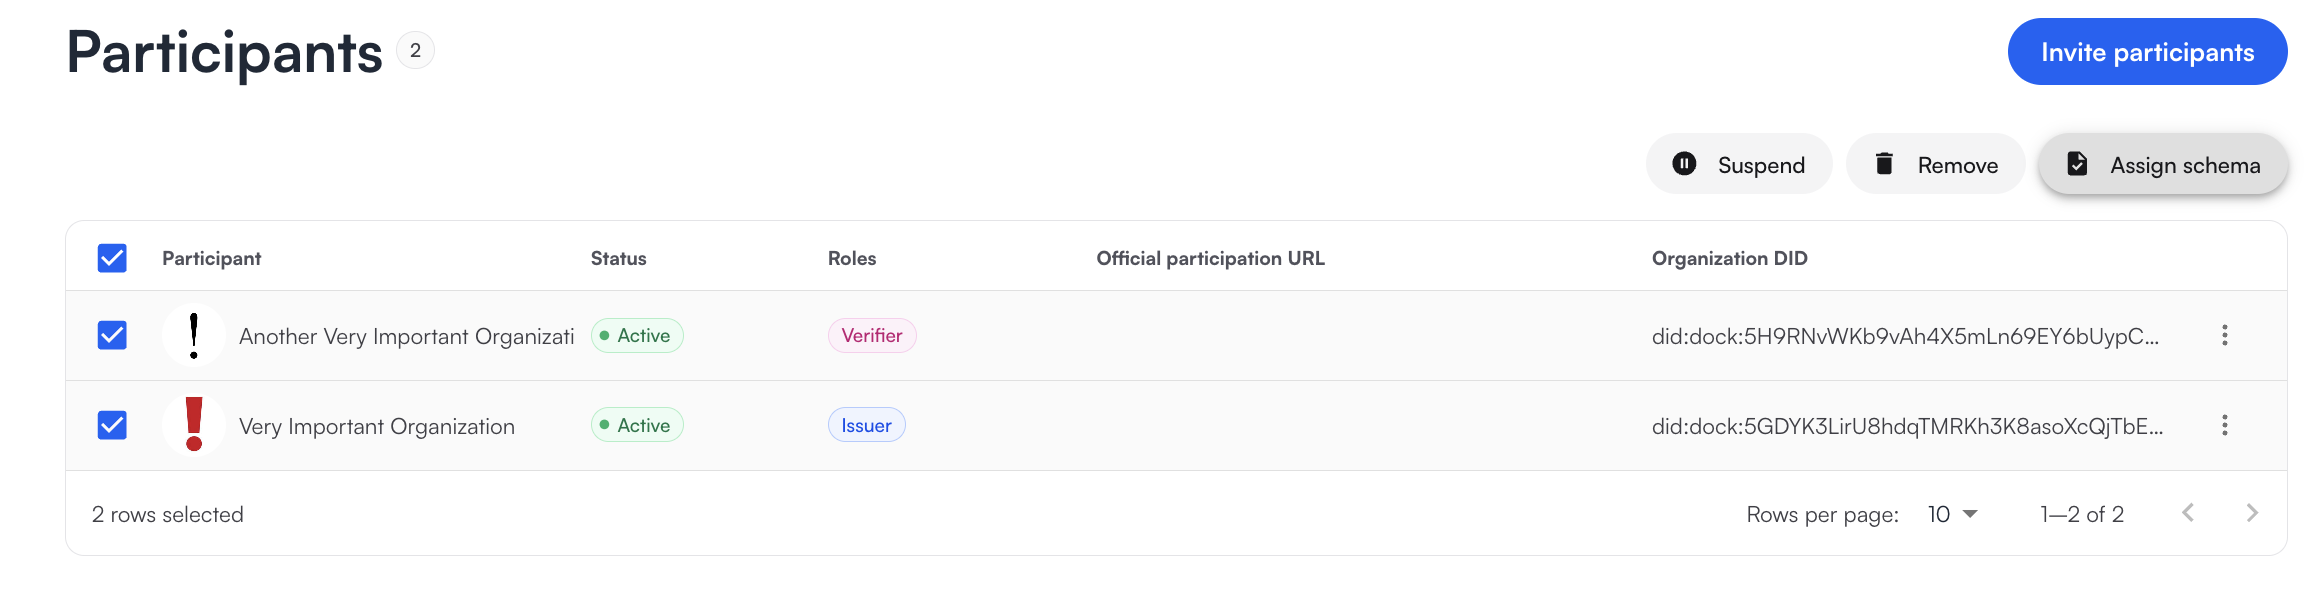 Participants 2
Invite participants
Suspend Remove Assign schema
Participant Status Roles Official participation URL Organization DID
Another Very Important Organizati Active Verifier did:dock:5H9RNvWKb9vAh4X5mLn69EY6bUypC...
Very Important Organization Active Issuer did:dock:5GDYK3LirU8hdqTMRKh3K8asoXcQjTbE...
2 rows selected Rows per page: 10 1–2 of 2